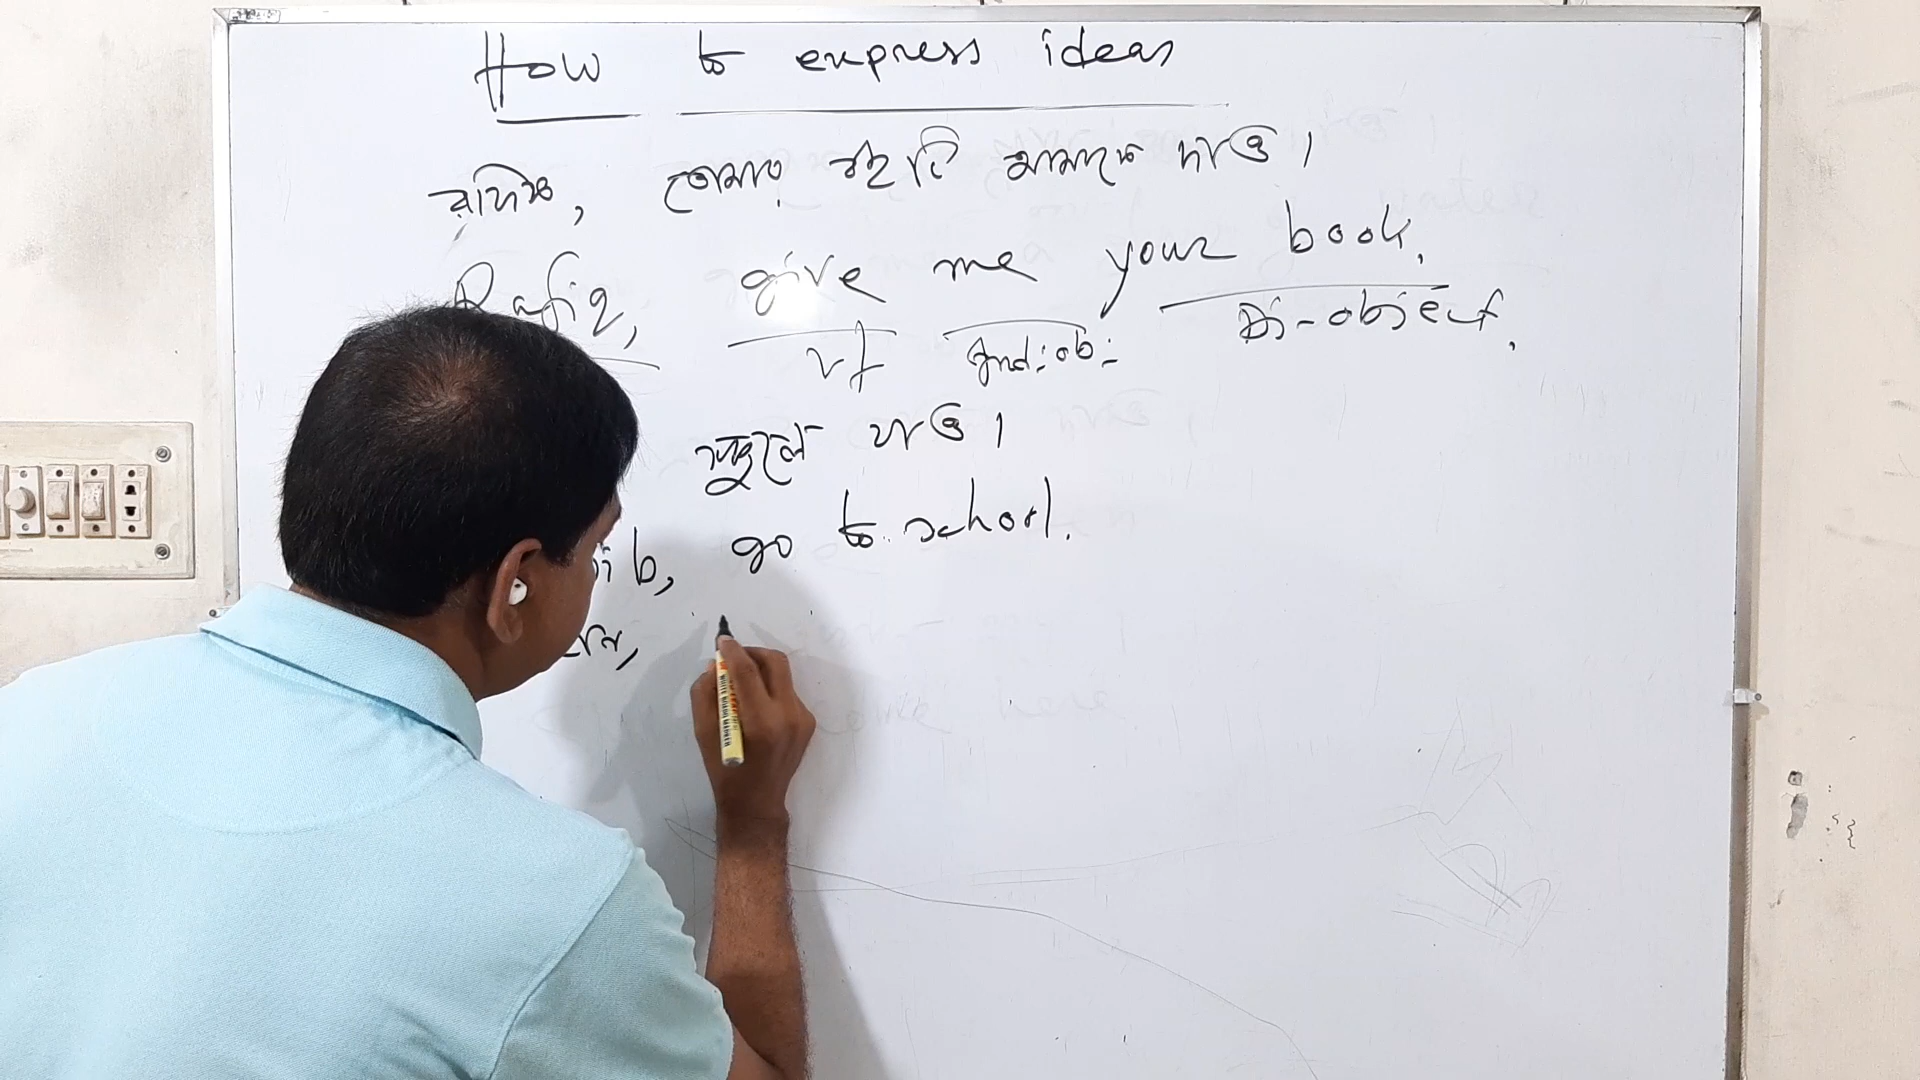 How to express ideas
রফিক, তোমার বইটি আমাকে দাও।
Rafiq, give me your book.
vt Ind:ob: Di-object.
স্কুলে যাও।
ib, go to school.